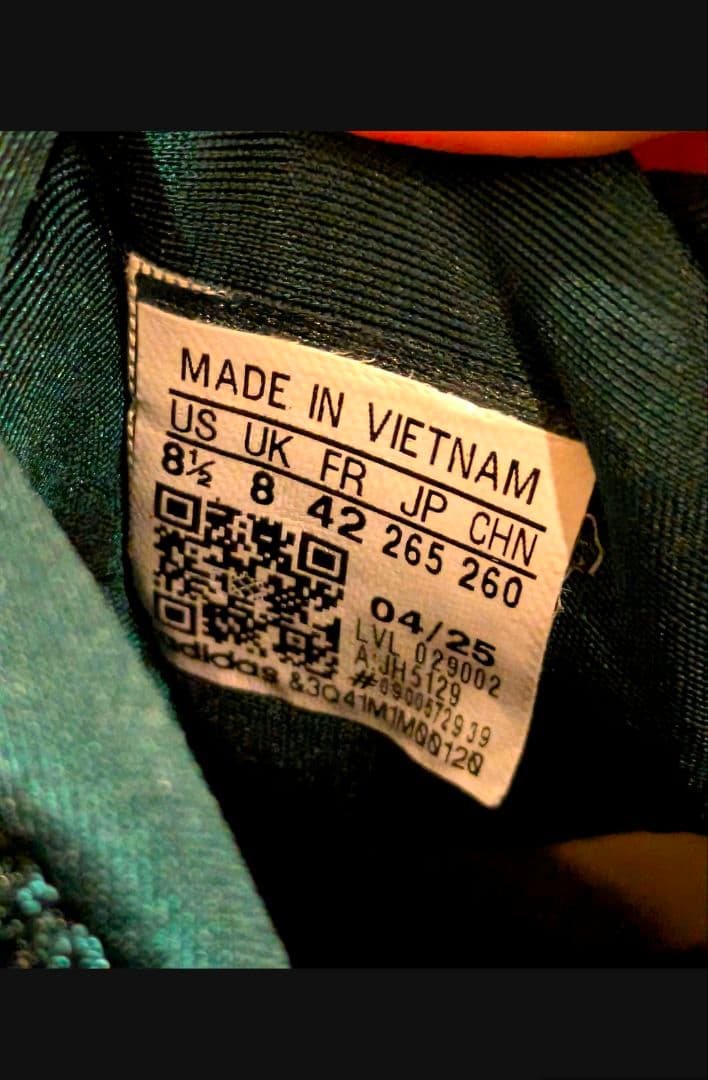 MADE IN VIETNAM
US UK FR JP CHN
8½ 8 42 265 260
04/25
LVL 029002
A:JH5129
adidas &3Q41M1M0Q12Q